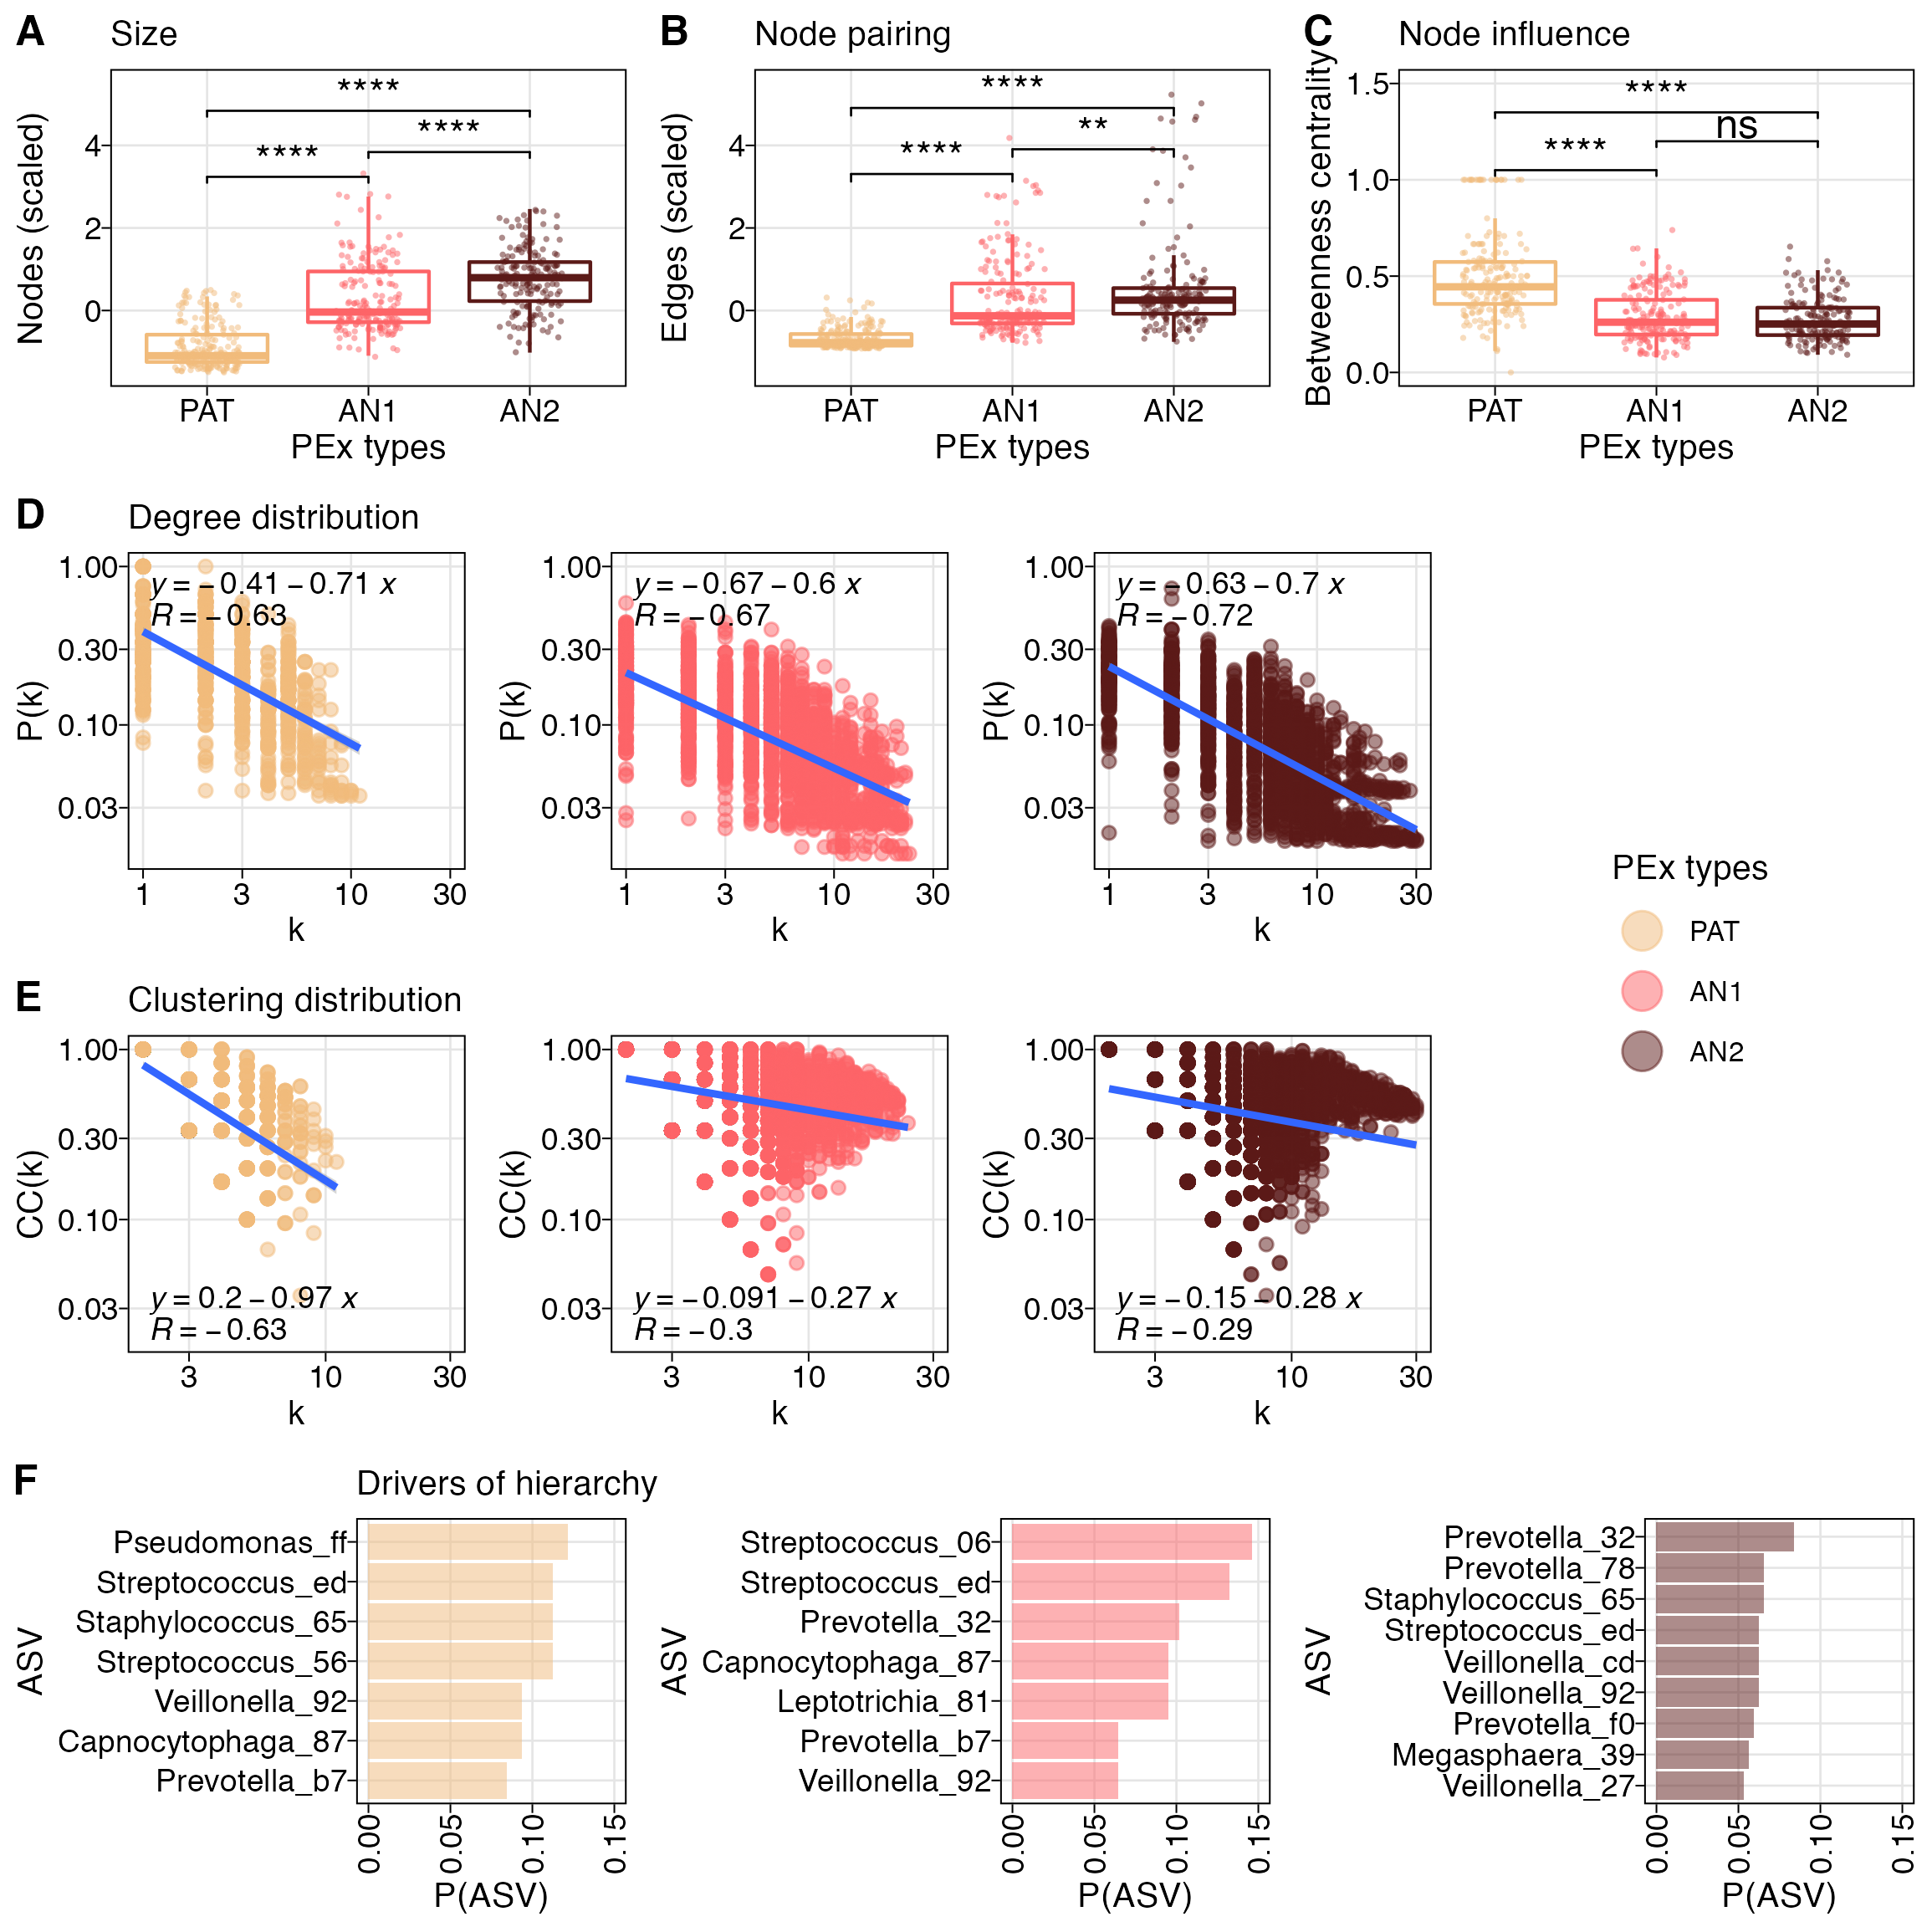 A Size
Nodes (scaled)
4
2
0
**** 
****
****
PAT AN1 AN2
PEx types
B Node pairing
Edges (scaled)
4
2
0
****
**
****
PAT AN1 AN2
PEx types
C Node influence
Betweenness centrality
1.5
1.0
0.5
0.0
****
ns
****
PAT AN1 AN2
PEx types
D Degree distribution
P(k)
1.00
0.30
0.10
0.03
y = −0.41 − 0.71 x
R = −0.63
1 3 10 30
k
P(k)
1.00
0.30
0.10
0.03
y = −0.67 − 0.6 x
R = −0.67
1 3 10 30
k
P(k)
1.00
0.30
0.10
0.03
y = −0.63 − 0.7 x
R = −0.72
1 3 10 30
k
PEx types
PAT
AN1
AN2
E Clustering distribution
CC(k)
1.00
0.30
0.10
0.03
y = 0.2 − 0.97 x
R = −0.63
3 10 30
k
CC(k)
1.00
0.30
0.10
0.03
y = −0.091 − 0.27 x
R = −0.3
3 10 30
k
CC(k)
1.00
0.30
0.10
0.03
y = −0.15 − 0.28 x
R = −0.29
3 10 30
k
F Drivers of hierarchy
ASV
Pseudomonas_ff
Streptococcus_ed
Staphylococcus_65
Streptococcus_56
Veillonella_92
Capnocytophaga_87
Prevotella_b7
0.00 0.05 0.10 0.15
P(ASV)
ASV
Streptococcus_06
Streptococcus_ed
Prevotella_32
Capnocytophaga_87
Leptotrichia_81
Prevotella_b7
Veillonella_92
0.00 0.05 0.10 0.15
P(ASV)
ASV
Prevotella_32
Prevotella_78
Staphylococcus_65
Streptococcus_ed
Veillonella_cd
Veillonella_92
Prevotella_f0
Megasphaera_39
Veillonella_27
0.00 0.05 0.10 0.15
P(ASV)